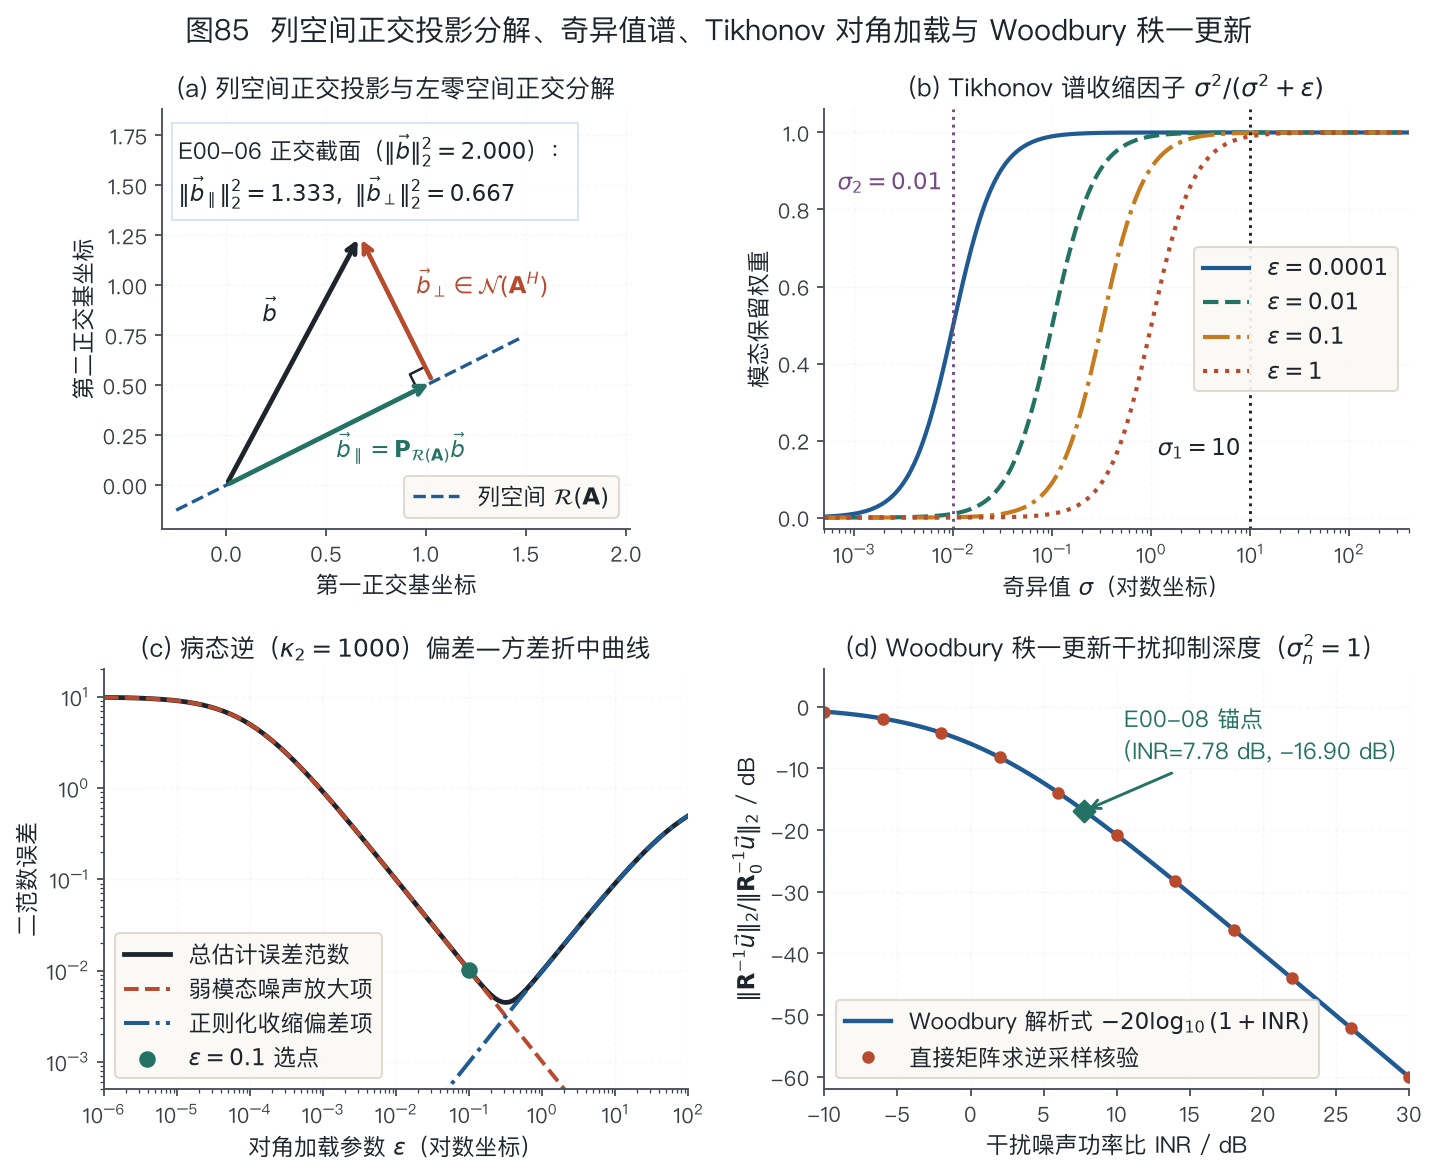 图85 列空间正交投影分解、奇异值谱、Tikhonov 对角加载与 Woodbury 秩一更新
(a) 列空间正交投影与左零空间正交分解
E00-06 正交截面（‖b⃗‖₂² = 2.000）：
‖b⃗∥‖₂² = 1.333, ‖b⃗⊥‖₂² = 0.667
b⃗
b⃗⊥ ∈ 𝒩(𝐀ᴴ)
b⃗∥ = 𝐏_ℛ(𝐀) b⃗
列空间 ℛ(𝐀)
第二正交基坐标
1.75
1.50
1.25
1.00
0.75
0.50
0.25
0.00
0.0 0.5 1.0 1.5 2.0
第一正交基坐标
(b) Tikhonov 谱收缩因子 σ²/(σ² + ε)
σ₂ = 0.01
σ₁ = 10
ε = 0.0001
ε = 0.01
ε = 0.1
ε = 1
模态保留权重
1.0
0.8
0.6
0.4
0.2
0.0
10⁻³ 10⁻² 10⁻¹ 10⁰ 10¹ 10²
奇异值 σ（对数坐标）
(c) 病态逆（κ₂ = 1000）偏差—方差折中曲线
二范数误差
10¹
10⁰
10⁻¹
10⁻²
10⁻³
总估计误差范数
弱模态噪声放大项
正则化收缩偏差项
ε = 0.1 选点
10⁻⁶ 10⁻⁵ 10⁻⁴ 10⁻³ 10⁻² 10⁻¹ 10⁰ 10¹ 10²
对角加载参数 ε（对数坐标）
(d) Woodbury 秩一更新干扰抑制深度（σₙ² = 1）
E00-08 锚点
(INR=7.78 dB, −16.90 dB)
‖𝐑⁻¹u⃗‖₂/‖𝐑₀⁻¹u⃗‖₂ / dB
0
−10
−20
−30
−40
−50
−60
Woodbury 解析式 −20log₁₀(1 + INR)
直接矩阵求逆采样核验
−10 −5 0 5 10 15 20 25 30
干扰噪声功率比 INR / dB